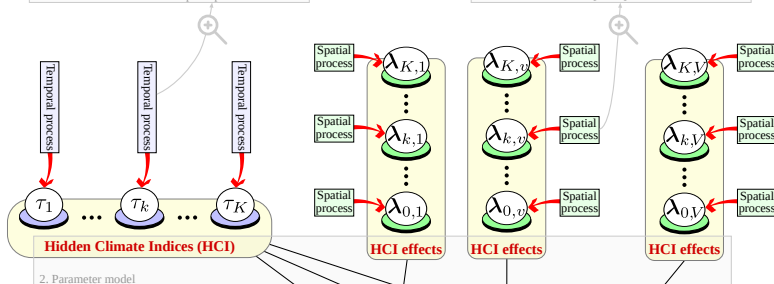 Spatial
process
Spatial
process
Spatial
process
Temporal process
Temporal process
Temporal process
λK,1
λK,v
λK,V
Spatial
process
Spatial
process
Spatial
process
λk,1
λk,v
λk,V
Spatial
process
Spatial
process
Spatial
process
τ1
...
τk
...
τK
λ0,1
λ0,v
λ0,V
Hidden Climate Indices (HCI)
HCI effects
HCI effects
HCI effects
2. Parameter model